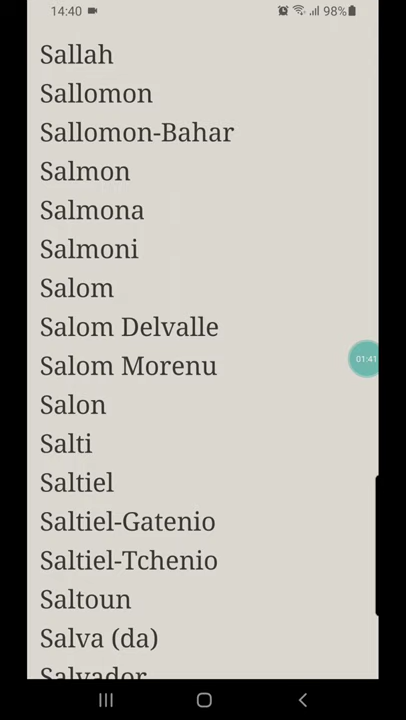 14:40
98%
Sallah
Sallomon
Sallomon-Bahar
Salmon
Salmona
Salmoni
Salom
Salom Delvalle
Salom Morenu
01:41
Salon
Salti
Saltiel
Saltiel-Gatenio
Saltiel-Tchenio
Saltoun
Salva (da)
Salvador